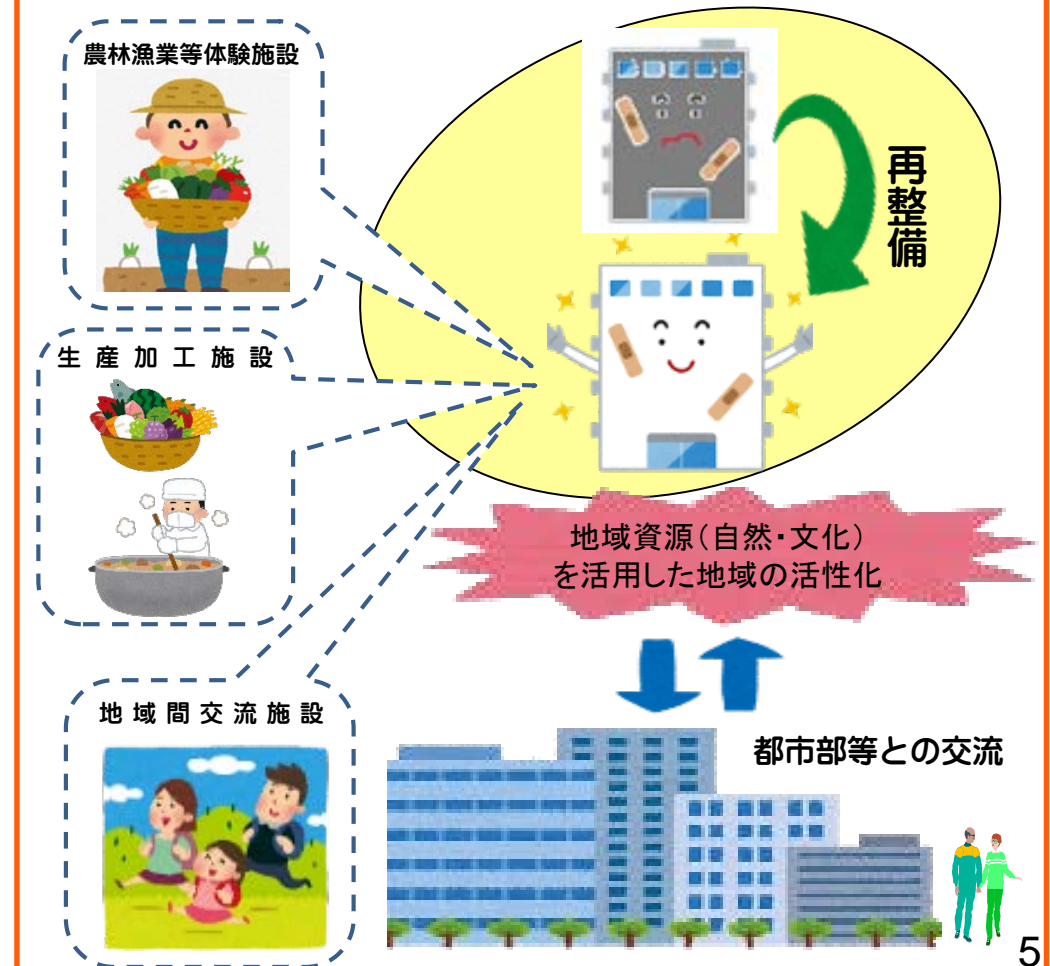 農林漁業等体験施設
再整備
生産加工施設
地域資源（自然・文化）
を活用した地域の活性化
地域間交流施設
都市部等との交流
5